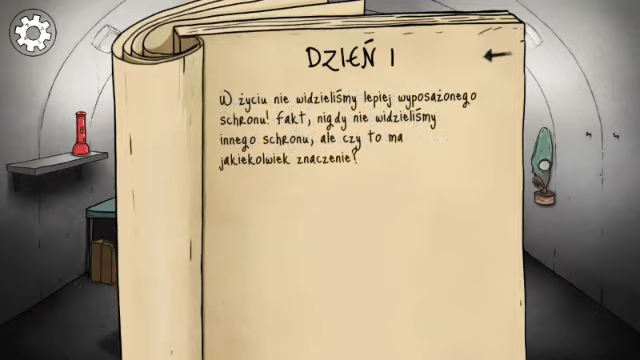 DZIEŃ 1
W życiu nie widzieliśmy lepiej wyposażonego
schronu! Fakt, nigdy nie widzieliśmy
innego schronu, ale czy to ma
jakiekolwiek znaczenie?